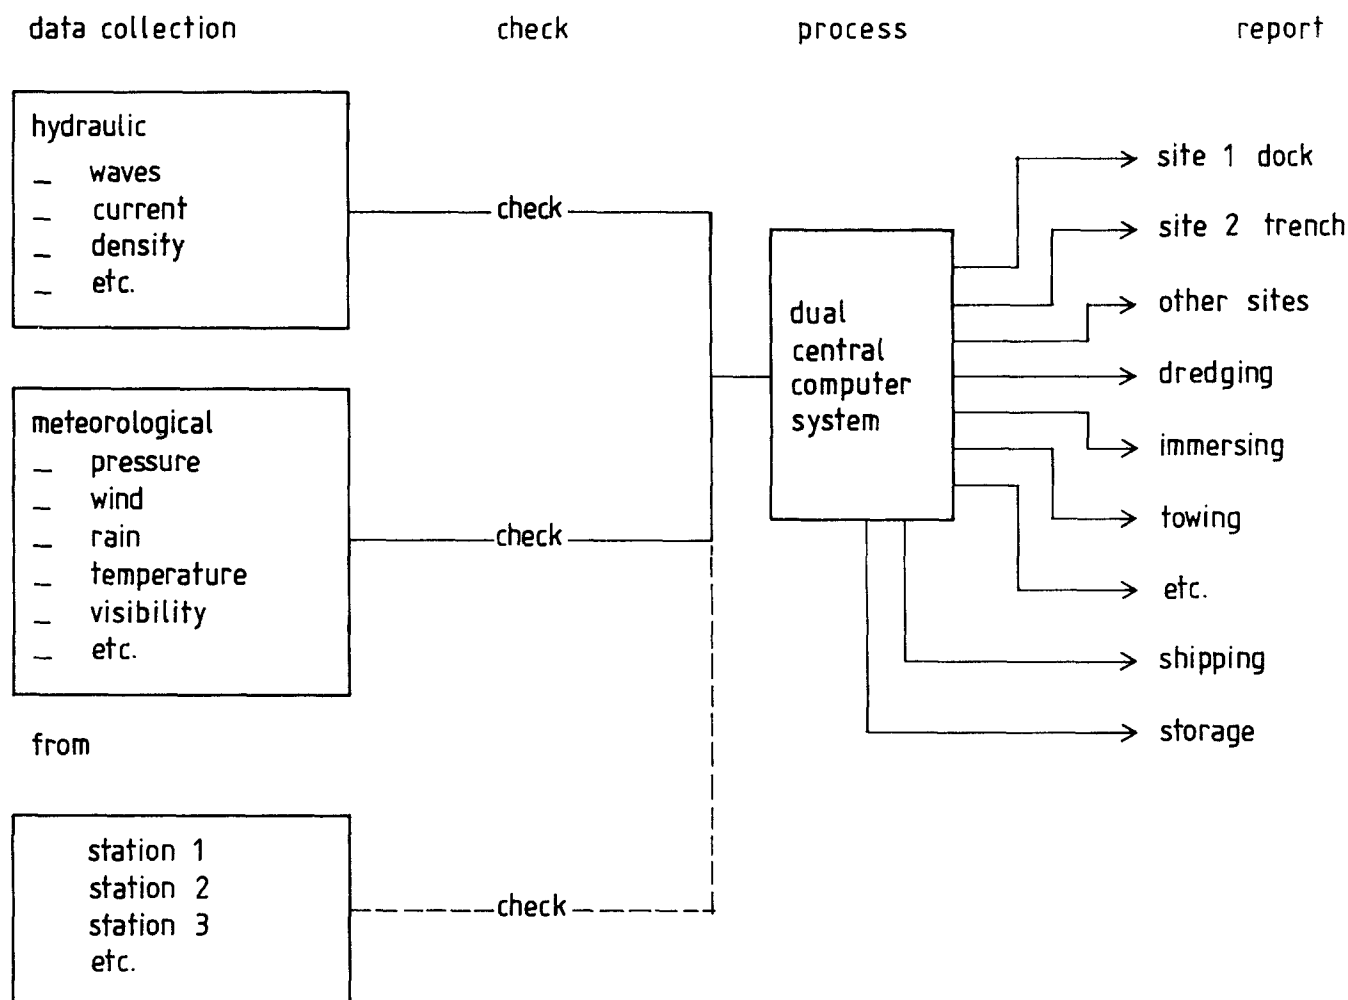 data collection check process report
hydraulic
_ waves
_ current
_ density
_ etc.
check
meteorological
_ pressure
_ wind
_ rain
_ temperature
_ visibility
_ etc.
check
from
station 1
station 2
station 3
etc.
check
dual
central
computer
system
site 1 dock
site 2 trench
other sites
dredging
immersing
towing
etc.
shipping
storage